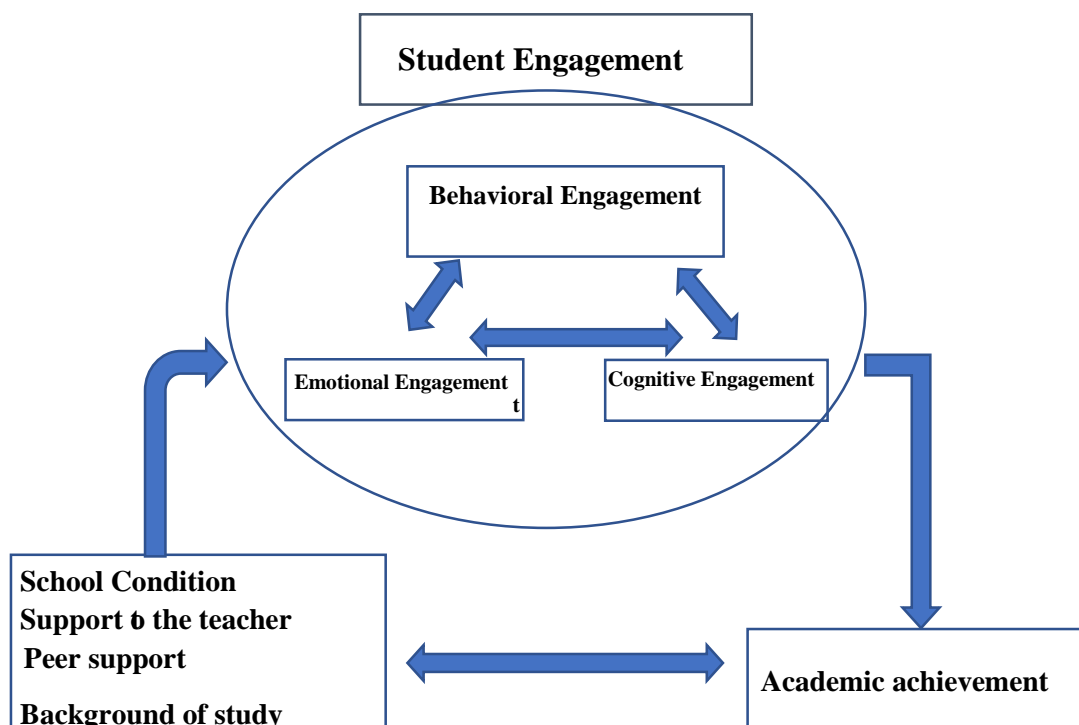 Student Engagement
Behavioral Engagement
Emotional Engagement
t
Cognitive Engagement
School Condition
Support to the teacher
Peer support
Background of study
Academic achievement